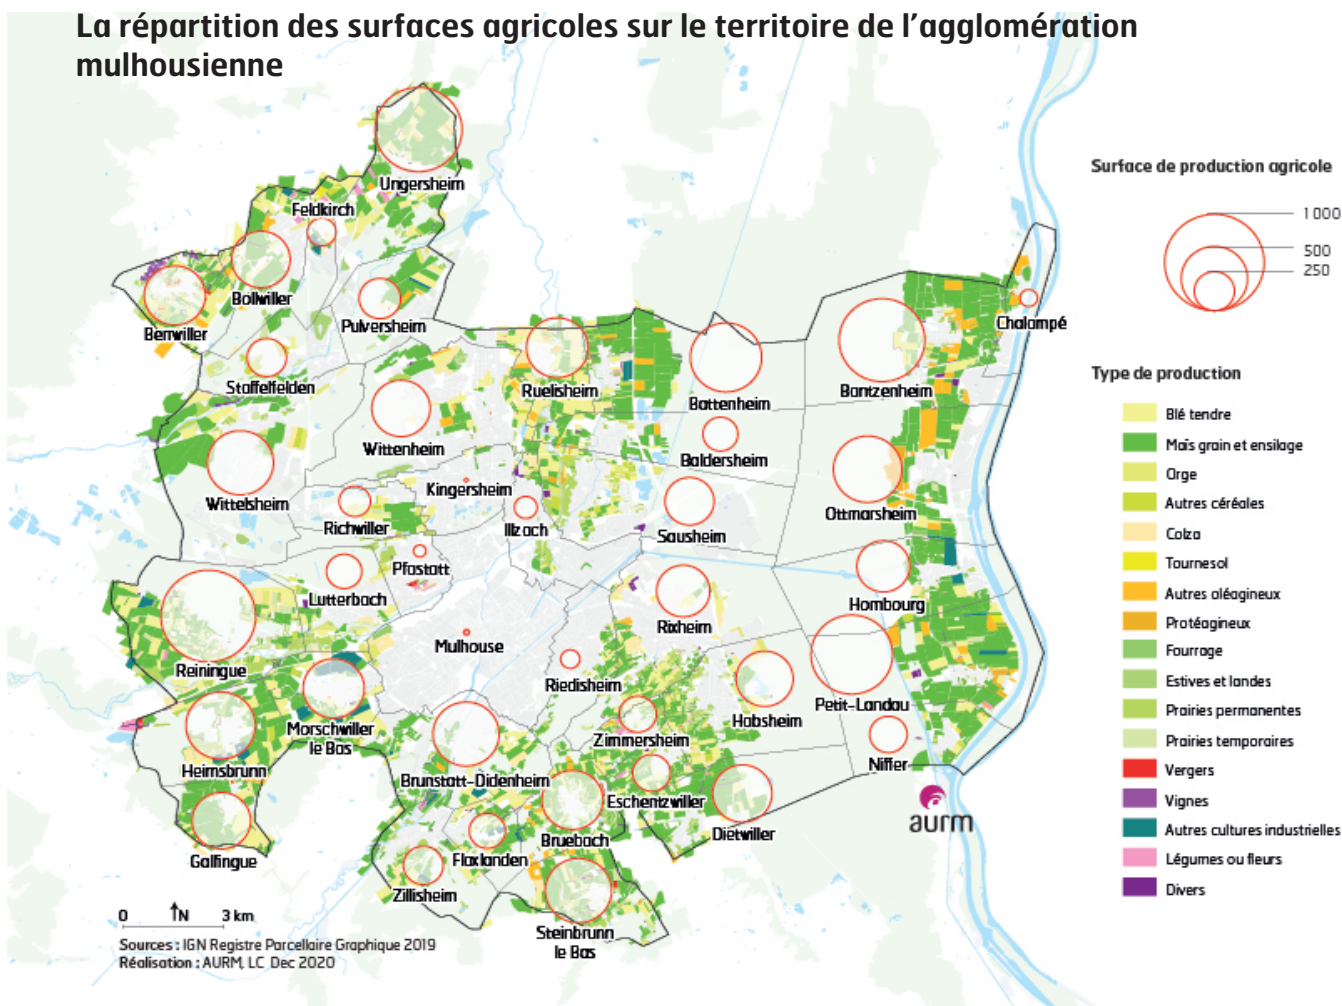 La répartition des surfaces agricoles sur le territoire de l'agglomération
mulhousienne
Surface de production agricole
1 000
500
250
Type de production
Blé tendre
Maïs grain et ensilage
Orge
Autres céréales
Colza
Tournesol
Autres oléagineux
Protéagineux
Fourrage
Estives et landes
Prairies permanentes
Prairies temporaires
Vergers
Vignes
Autres cultures industrielles
Légumes ou fleurs
Divers
Ungersheim
Feldkirch
Bollwiller
Berrwiller
Pulversheim
Staffelfelden
Ruelisheim
Battenheim
Bantzenheim
Chalampé
Wittenheim
Baldersheim
Wittelsheim
Kingersheim
Richwiller
Illzach
Sausheim
Ottmarsheim
Pfastatt
Lutterbach
Hombourg
Rixheim
Mulhouse
Reiningue
Riedisheim
Petit-Landau
Habsheim
Morschwiller
le Bas
Zimmersheim
Niffer
Heimsbrunn
Brunstatt-Didenheim
Eschentzwiller
Dietwiller
Bruebach
Galfingue
Flaxlanden
Zillisheim
Steinbrunn
le Bas
aurm
0 N 3 km
Sources : IGN Registre Parcellaire Graphique 2019
Réalisation : AURM, LC Dec 2020